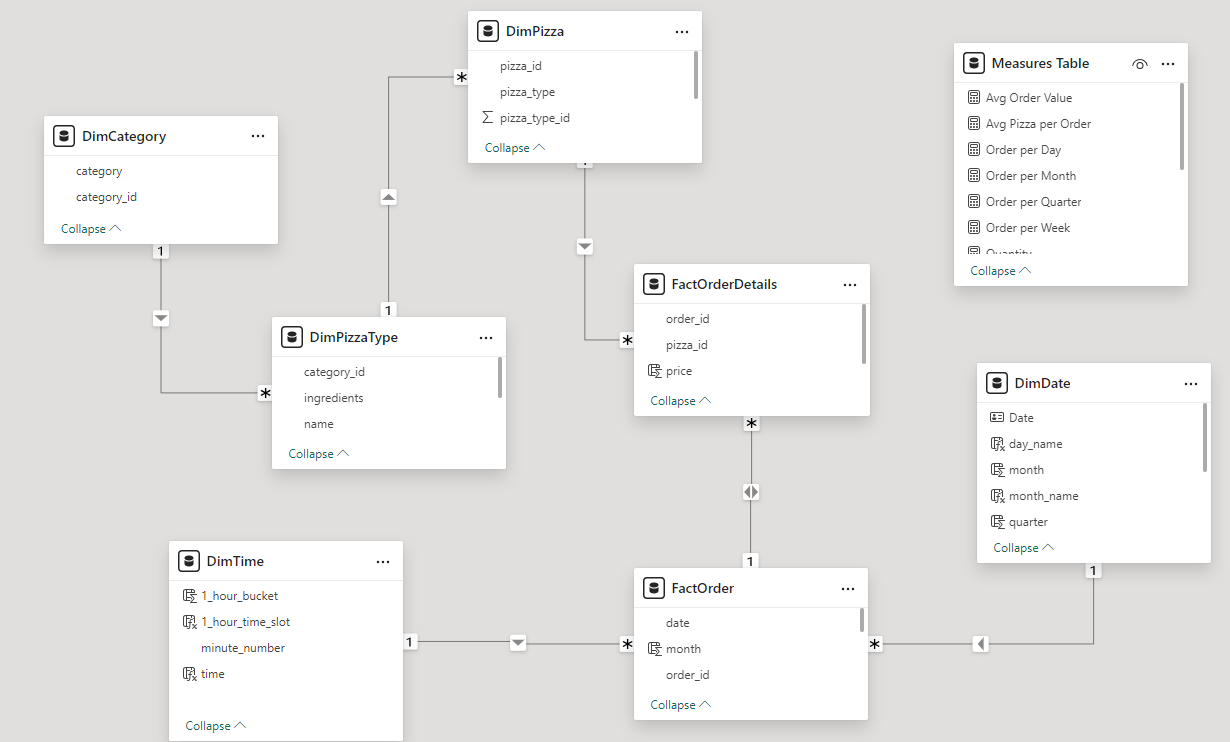 DimPizza
pizza_id
pizza_type
pizza_type_id
Collapse
*
1
Measures Table
Avg Order Value
Avg Pizza per Order
Order per Day
Order per Month
Order per Quarter
Order per Week
Quantity
Collapse
DimCategory
category
category_id
Collapse
1
*
DimPizzaType
category_id
ingredients
name
Collapse
1
FactOrderDetails
order_id
pizza_id
price
Collapse
*
*
DimDate
Date
day_name
month
month_name
quarter
Collapse
1
DimTime
1_hour_bucket
1_hour_time_slot
minute_number
time
Collapse
1
FactOrder
date
month
order_id
Collapse
1
*
*